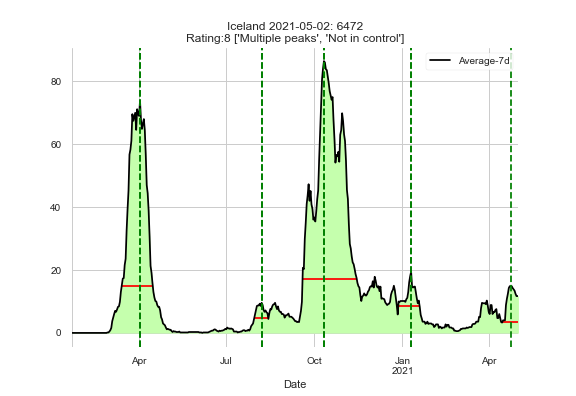 Iceland 2021-05-02: 6472
Rating:8 ['Multiple peaks', 'Not in control']
Average-7d
80
60
40
20
0
Apr
Jul
Oct
Jan
2021
Apr
Date